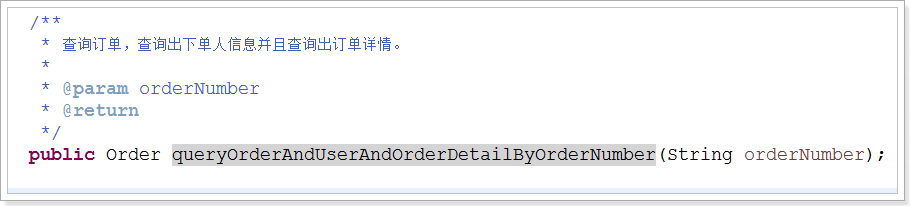 /**
 * 查询订单，查询出下单人信息并且查询出订单详情。
 *
 * @param orderNumber
 * @return
 */
public Order queryOrderAndUserAndOrderDetailByOrderNumber(String orderNumber);